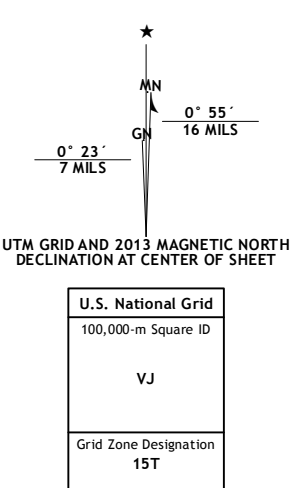 ★
MN
0° 55´
16 MILS
GN
0° 23´
7 MILS
UTM GRID AND 2013 MAGNETIC NORTH
DECLINATION AT CENTER OF SHEET
U.S. National Grid
100,000-m Square ID
VJ
Grid Zone Designation
15T